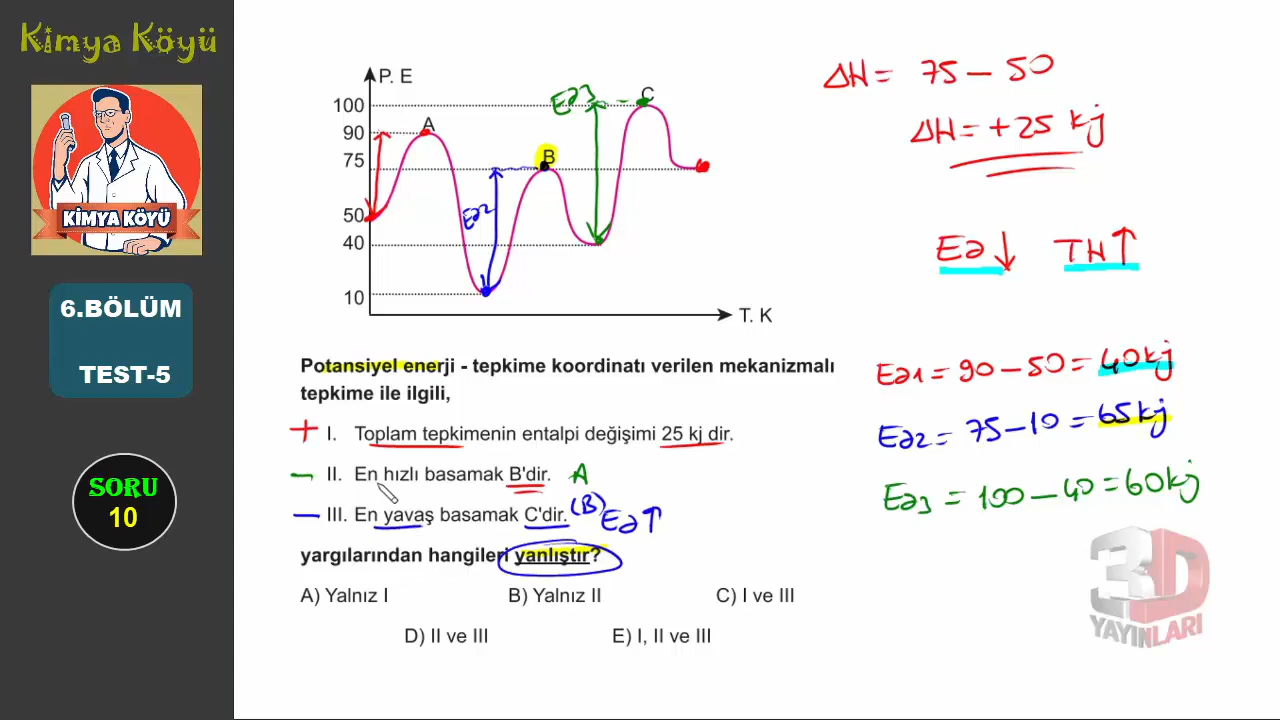 Kimya Köyü
KİMYA KÖYÜ
6.BÖLÜM
TEST-5
SORU
10
P. E
100
90
75
50
40
10
A
B
C
Ea2
Ea3
T. K
ΔH = 75 - 50
ΔH = +25 kj
Ea↓ TH↑
Ea1 = 90 - 50 = 40kj
Ea2 = 75 - 10 = 65kj
Ea3 = 100 - 40 = 60kj
Potansiyel enerji - tepkime koordinatı verilen mekanizmalı
tepkime ile ilgili,
+ I. Toplam tepkimenin entalpi değişimi 25 kj dir.
- II. En hızlı basamak B'dir. A
- III. En yavaş basamak C'dir. (B) Ea↑
yargılarından hangileri yanlıştır?
A) Yalnız I B) Yalnız II C) I ve III
D) II ve III E) I, II ve III
3D
YAYINLARI